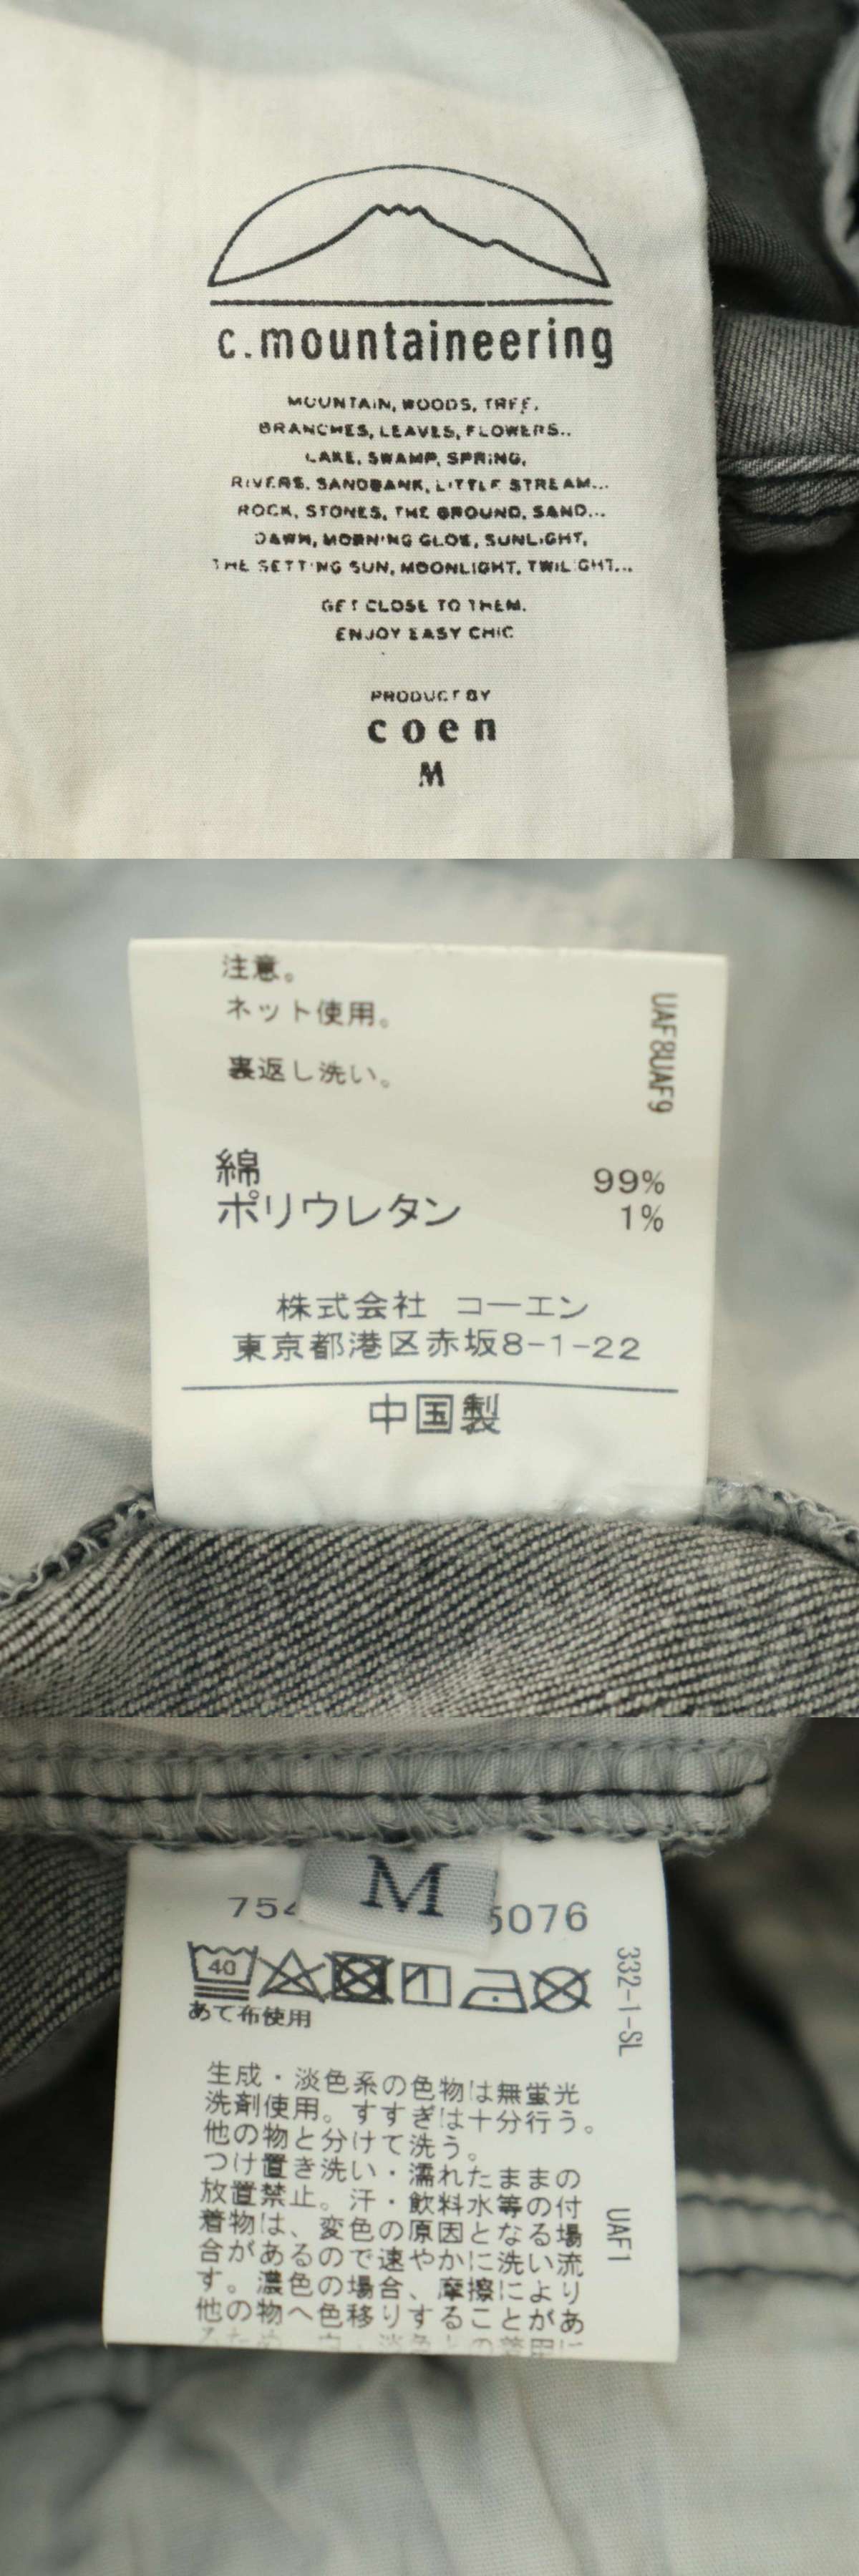 c.mountaineering
MOUNTAIN, WOODS, TREE,
BRANCHES, LEAVES, FLOWERS..
LAKE, SWAMP, SPRING,
RIVERS, SANDBANK, LITTLE STREAM...
ROCK, STONES, THE GROUND, SAND...
DAWN, MORNING GLOW, SUNLIGHT,
THE SETTING SUN, MOONLIGHT, TWILIGHT...
GET CLOSE TO THEM.
ENJOY EASY CHIC
PRODUCT BY
coen
M
注意。
ネット使用。
裏返し洗い。
UAF8UAF9
綿 99%
ポリウレタン 1%
株式会社 コーエン
東京都港区赤坂8-1-22
中国製
M
754 5076
40
あて布使用
332-1-SL
生成・淡色系の色物は無蛍光
洗剤使用。すすぎは十分行う。
他の物と分けて洗う。
つけ置き洗い・濡れたままの
放置禁止。汗・飲料水等の付
着物は、変色の原因となる場
合があるので速やかに洗い流
す。濃色の場合、摩擦により
他の物へ色移りすることがあ
UAF1